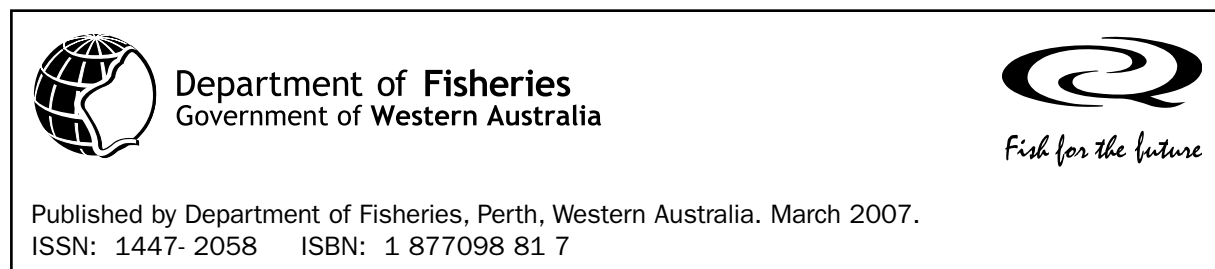 Department of Fisheries
Government of Western Australia
Fish for the future
Published by Department of Fisheries, Perth, Western Australia. March 2007.
ISSN: 1447- 2058 ISBN: 1 877098 81 7